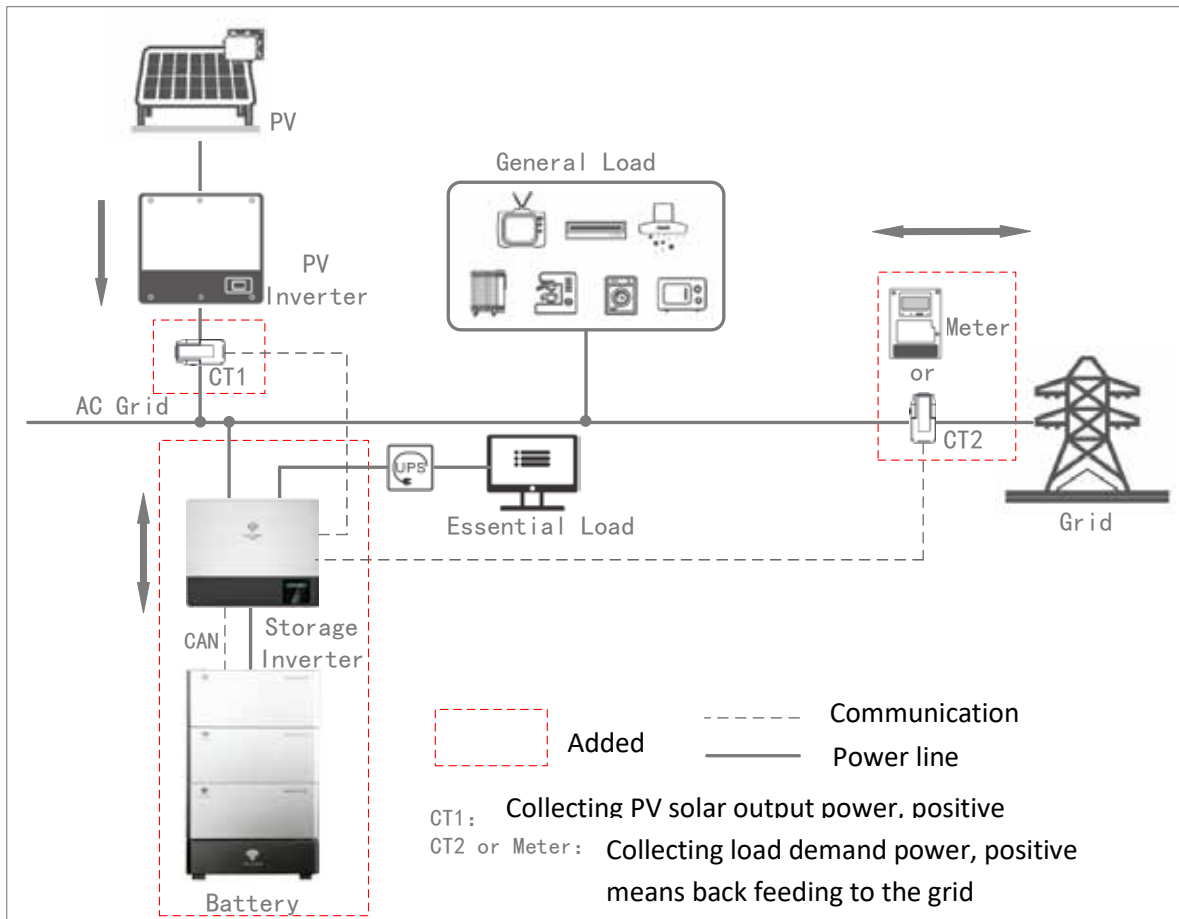 PV
General Load
PV
Inverter
Meter
or
CT1
AC Grid
CT2
UPS
Essential Load
Grid
CAN
Storage
Inverter
Communication
Added
Power line
CT1: Collecting PV solar output power, positive
CT2 or Meter: Collecting load demand power, positive
means back feeding to the grid
Battery